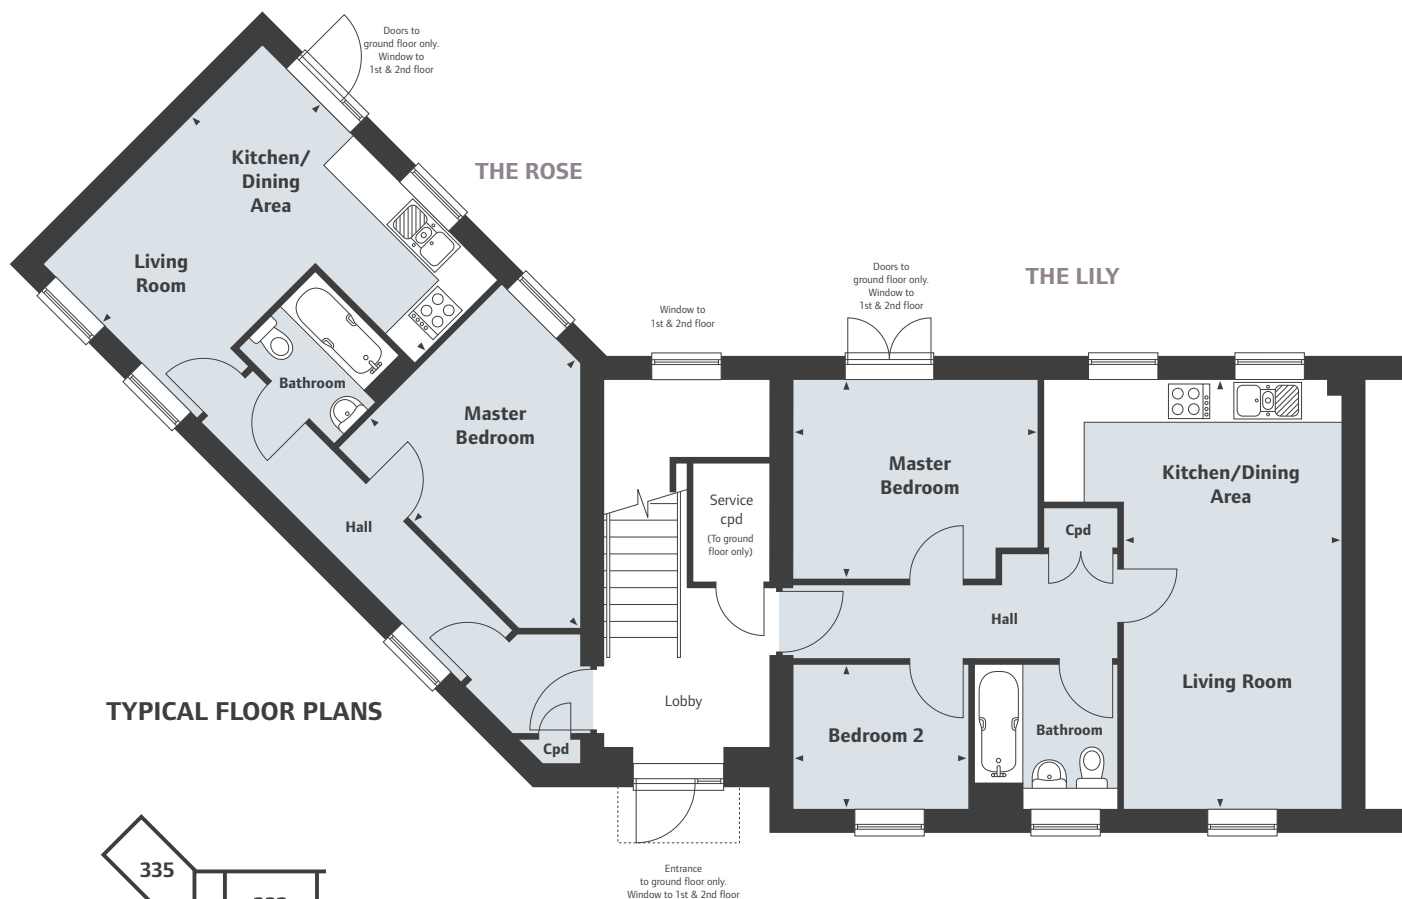 Doors to
ground floor only.
Window to
1st & 2nd floor
THE ROSE
Kitchen/
Dining
Area
Living
Room
Bathroom
Master
Bedroom
Hall
Window to
1st & 2nd floor
Doors to
ground floor only.
Window to
1st & 2nd floor
THE LILY
Master
Bedroom
Kitchen/Dining
Area
Service
cpd
(To ground
floor only)
Cpd
Hall
Living Room
Lobby
Bedroom 2
Bathroom
Cpd
TYPICAL FLOOR PLANS
Entrance
to ground floor only.
Window to 1st & 2nd floor
335